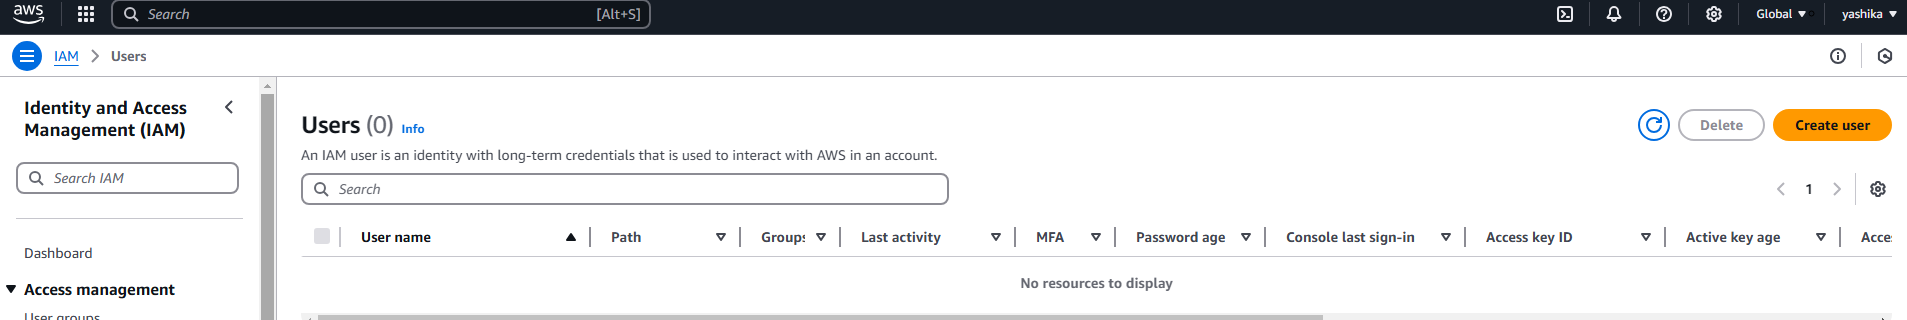 aws
Search [Alt+S]
Global
yashika
IAM
Users
Identity and Access
Management (IAM)
Search IAM
Dashboard
Access management
User groups
Users (0) Info
Delete
Create user
An IAM user is an identity with long-term credentials that is used to interact with AWS in an account.
Search
1
User name Path Groups Last activity MFA Password age Console last sign-in Access key ID Active key age
No resources to display